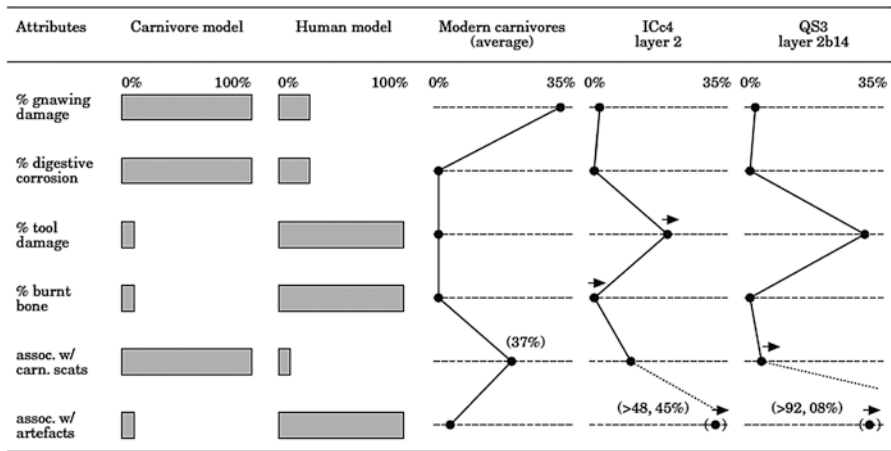 Attributes Carnivore model Human model Modern carnivores ICc4 QS3
(average) layer 2 layer 2b14
0% 100% 0% 100% 0% 35% 0% 35% 0% 35%
% gnawing
damage
% digestive
corrosion
% tool
damage
% burnt
bone
assoc. w/ (37%)
carn. scats
assoc. w/ (>48, 45%) (>92, 08%)
artefacts